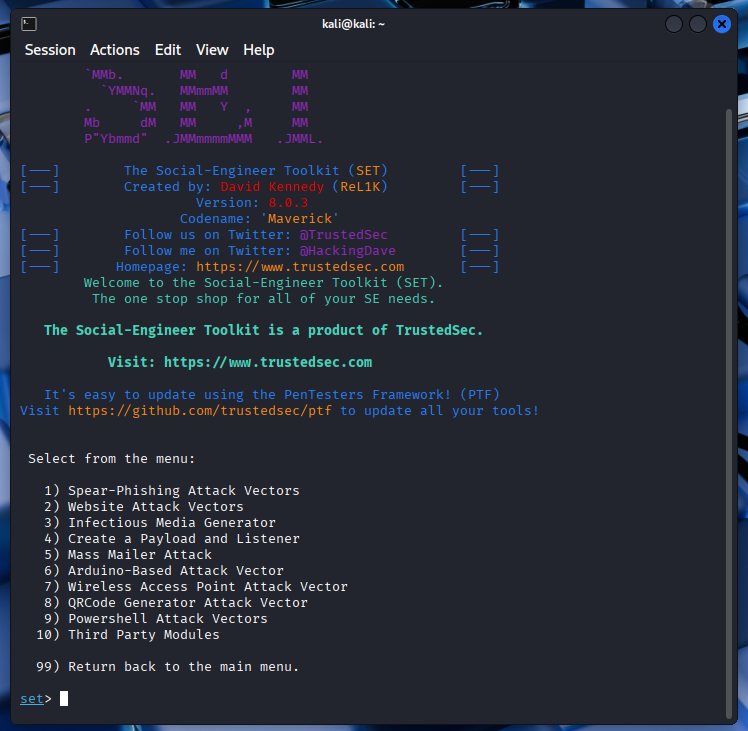 kali@kali: ~
Session Actions Edit View Help
`MMb.        MM   d        MM
`YMMNq.   MMmmMM        MM
.     `MM   MM   Y  ,     MM
Mb     dM   MM     ,M     MM
P"Ybmmd"  .JMMmmmmMMM   .JMML.
[---]        The Social-Engineer Toolkit (SET)         [---]
[---]        Created by: David Kennedy (ReL1K)         [---]
Version: 8.0.3
Codename: 'Maverick'
[---]        Follow us on Twitter: @TrustedSec         [---]
[---]        Follow me on Twitter: @HackingDave        [---]
[---]       Homepage: https://www.trustedsec.com       [---]
Welcome to the Social-Engineer Toolkit (SET).
The one stop shop for all of your SE needs.
The Social-Engineer Toolkit is a product of TrustedSec.
Visit: https://www.trustedsec.com
It's easy to update using the PenTesters Framework! (PTF)
Visit https://github.com/trustedsec/ptf to update all your tools!
Select from the menu:
1) Spear-Phishing Attack Vectors
2) Website Attack Vectors
3) Infectious Media Generator
4) Create a Payload and Listener
5) Mass Mailer Attack
6) Arduino-Based Attack Vector
7) Wireless Access Point Attack Vector
8) QRCode Generator Attack Vector
9) Powershell Attack Vectors
10) Third Party Modules
99) Return back to the main menu.
set>